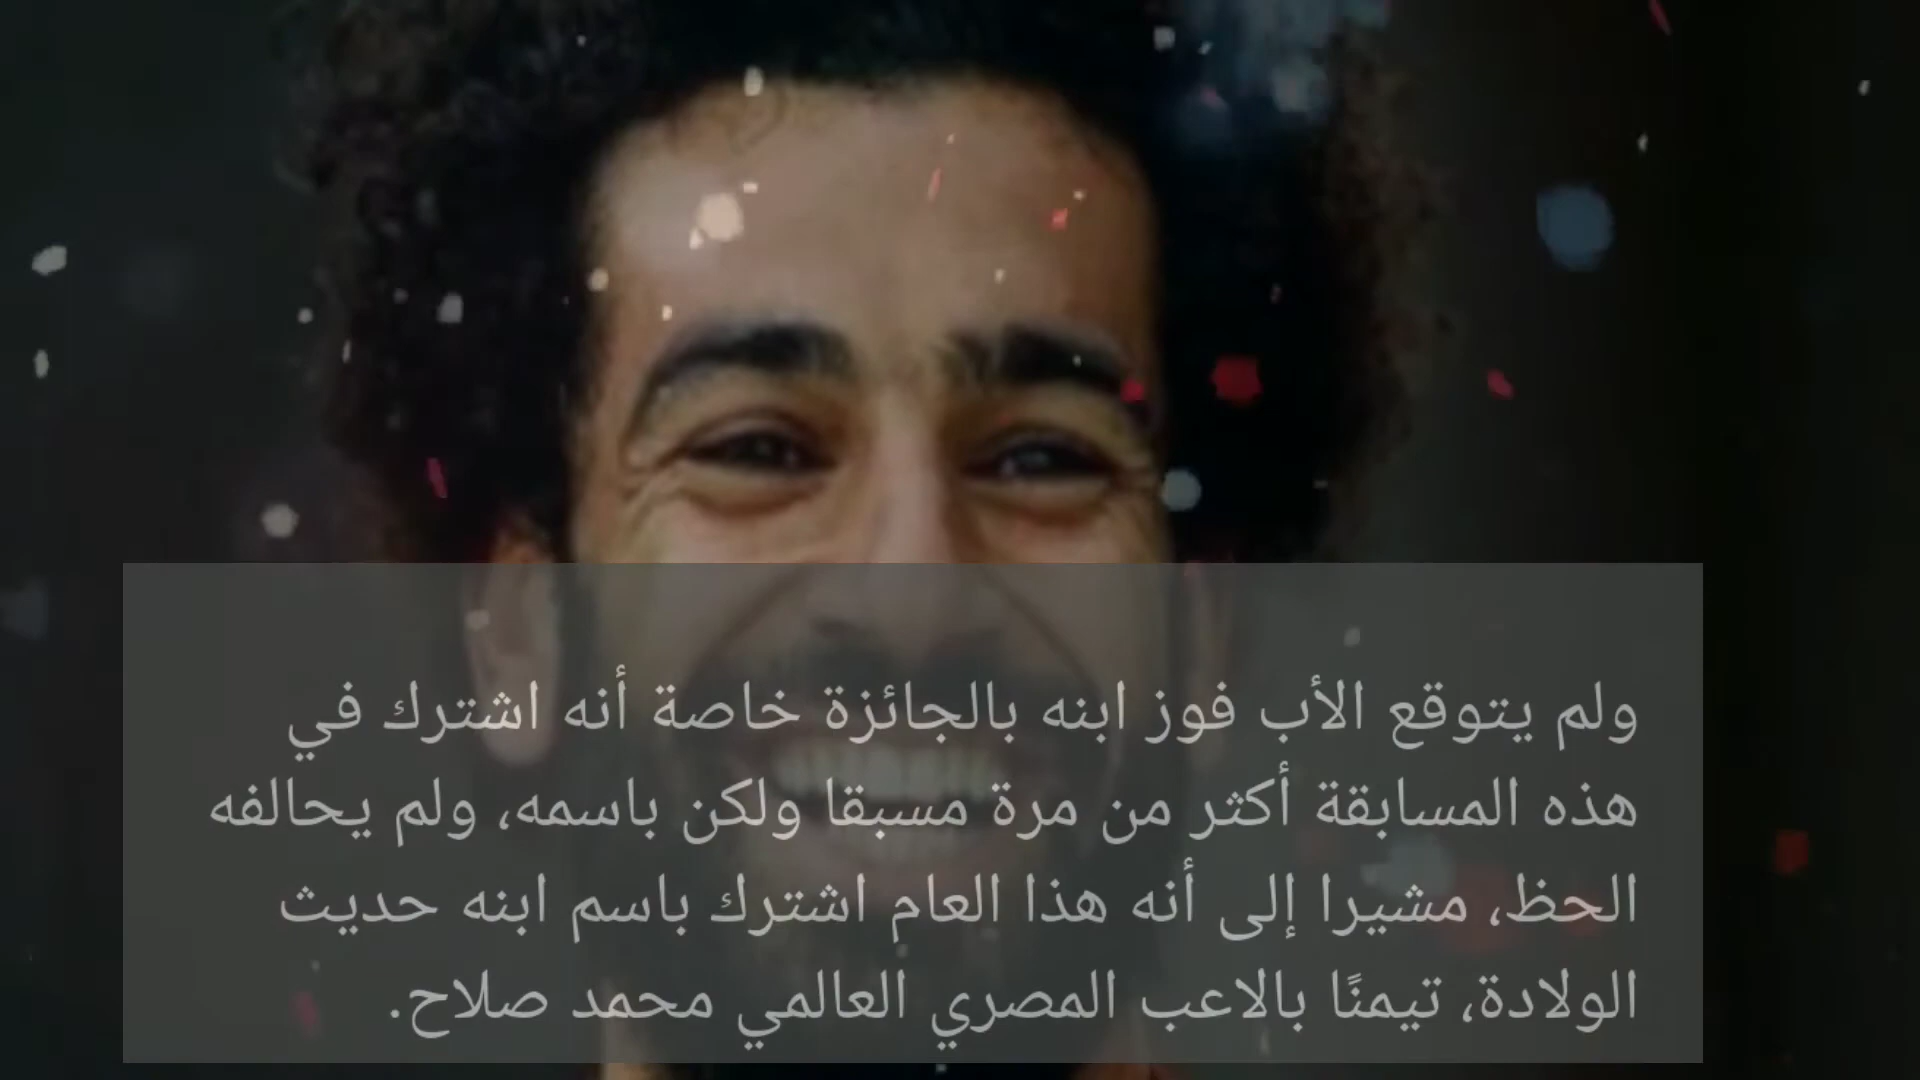 ولم يتوقع الأب فوز ابنه بالجائزة خاصة أنه اشترك في
هذه المسابقة أكثر من مرة مسبقا ولكن باسمه، ولم يحالفه
الحظ، مشيرا إلى أنه هذا العام اشترك باسم ابنه حديث
الولادة، تيمنًا بالاعب المصري العالمي محمد صلاح.